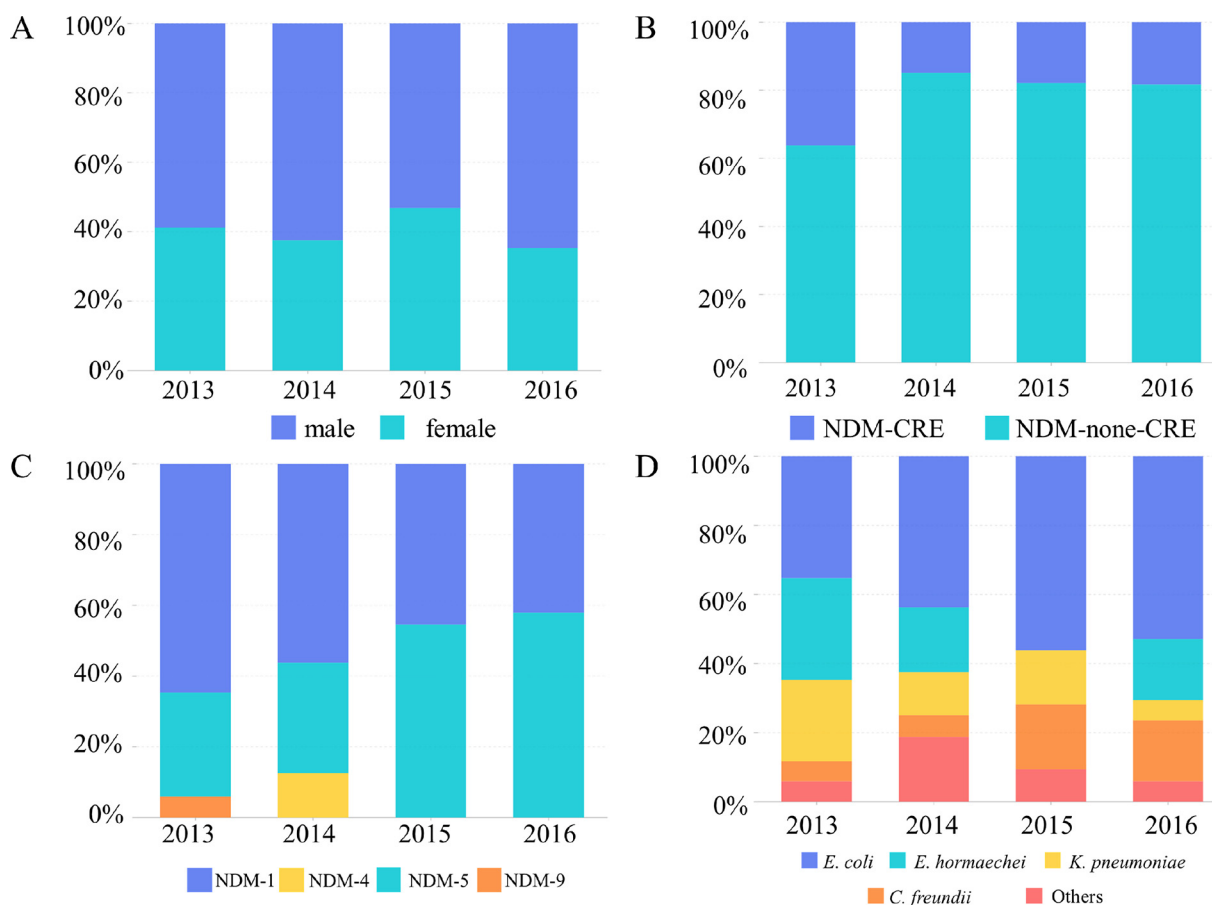 A
100%
80%
60%
40%
20%
0%
2013 2014 2015 2016
male female
B
100%
80%
60%
40%
20%
0%
2013 2014 2015 2016
NDM-CRE NDM-none-CRE
C
100%
80%
60%
40%
20%
0%
2013 2014 2015 2016
NDM-1 NDM-4 NDM-5 NDM-9
D
100%
80%
60%
40%
20%
0%
2013 2014 2015 2016
E. coli E. hormaechei K. pneumoniae
C. freundii Others